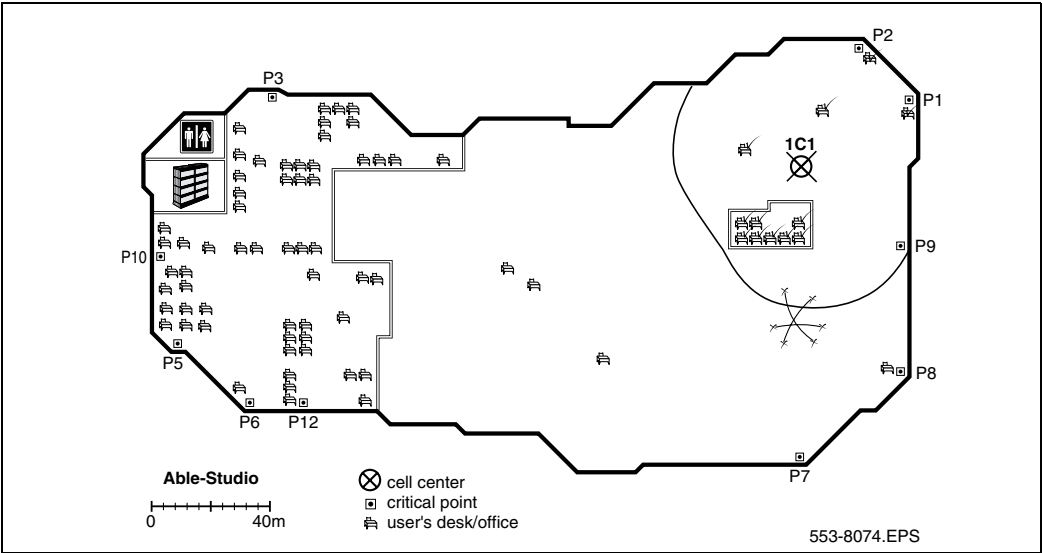 P2
P3
P1
1C1
P10
P9
P5
P8
P6
P12
P7
Able-Studio
0
40m
cell center
critical point
user's desk/office
553-8074.EPS